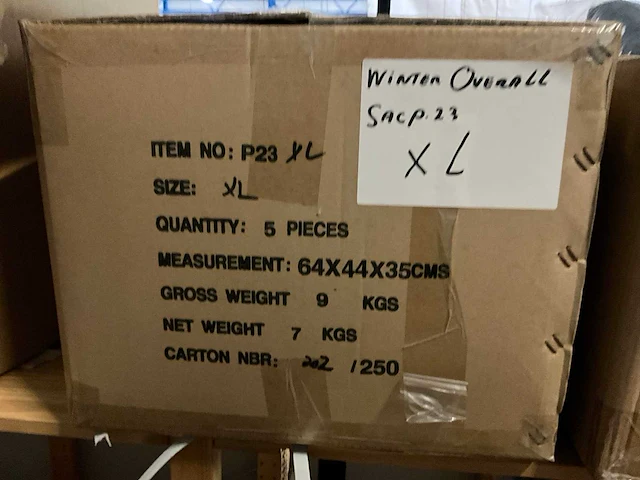 Winter Overall
SACP.23
XL
ITEM NO: P23 XL
SIZE: XL
QUANTITY: 5 PIECES
MEASUREMENT: 64X44X35CMS
GROSS WEIGHT 9 KGS
NET WEIGHT 7 KGS
CARTON NBR: 202 /250